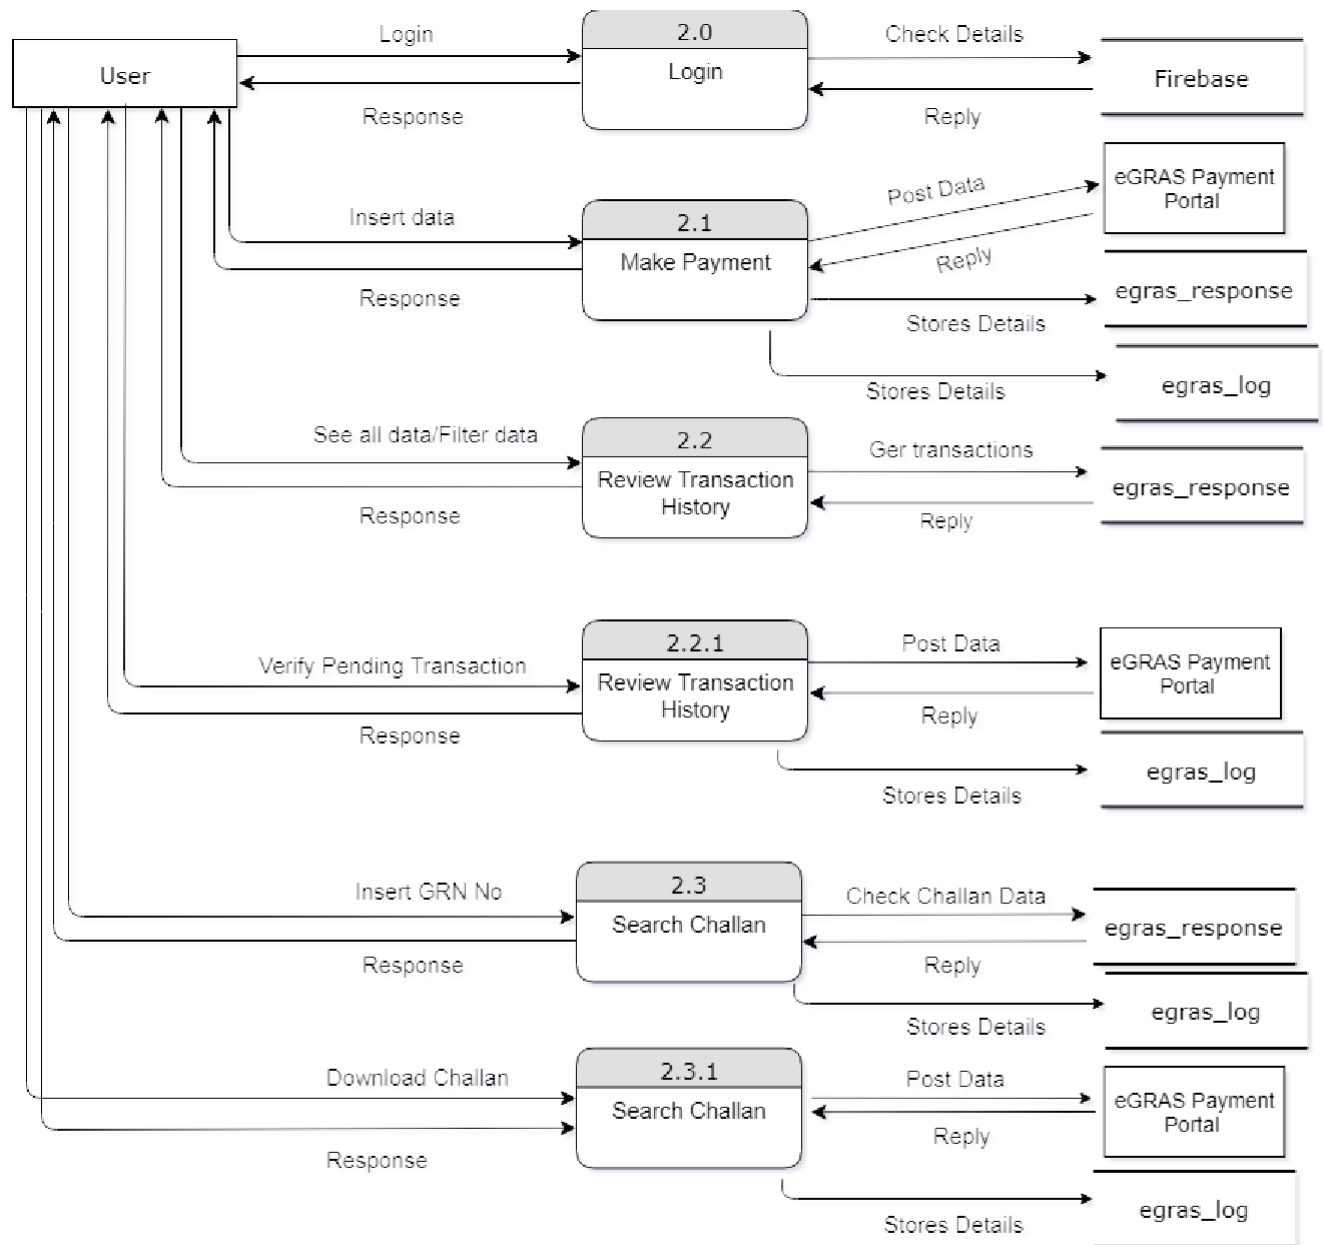 Login
2.0
Check Details
User
Login
Firebase
Response
Reply
Insert data
2.1
Post Data
eGRAS Payment
Portal
Make Payment
Reply
Response
egras_response
Stores Details
egras_log
Stores Details
See all data/Filter data
2.2
Ger transactions
Review Transaction
History
egras_response
Response
Reply
Verify Pending Transaction
2.2.1
Post Data
eGRAS Payment
Portal
Review Transaction
History
Response
Reply
egras_log
Stores Details
Insert GRN No
2.3
Check Challan Data
Search Challan
egras_response
Response
Reply
egras_log
Stores Details
Download Challan
2.3.1
Post Data
Search Challan
eGRAS Payment
Portal
Reply
Response
egras_log
Stores Details